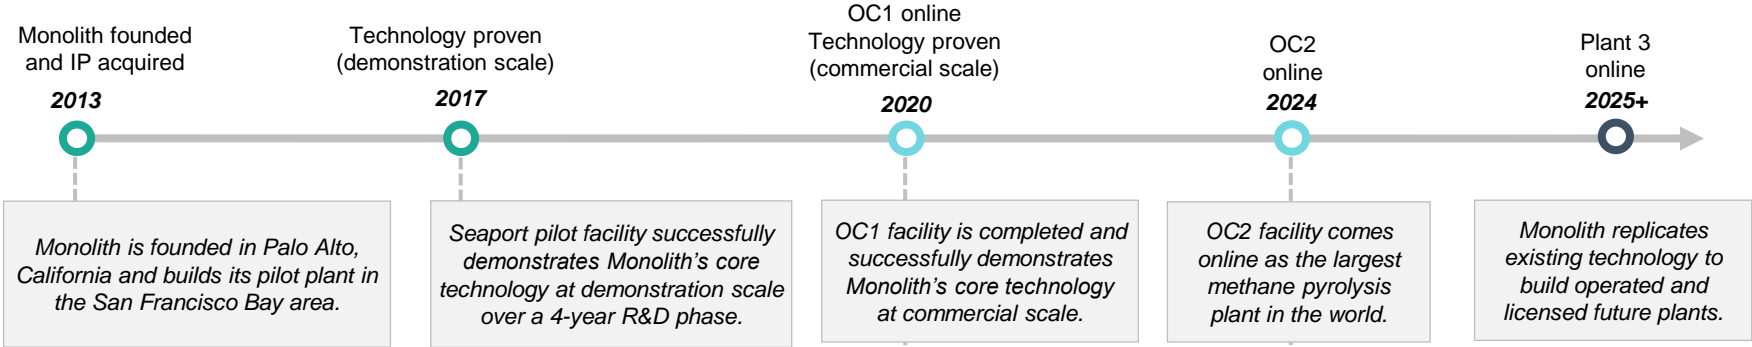 Monolith founded
and IP acquired
2013
Technology proven
(demonstration scale)
2017
OC1 online
Technology proven
(commercial scale)
2020
OC2
online
2024
Plant 3
online
2025+
Monolith is founded in Palo Alto,
California and builds its pilot plant in
the San Francisco Bay area.
Seaport pilot facility successfully
demonstrates Monolith's core
technology at demonstration scale
over a 4-year R&D phase.
OC1 facility is completed and
successfully demonstrates
Monolith's core technology
at commercial scale.
OC2 facility comes
online as the largest
methane pyrolysis
plant in the world.
Monolith replicates
existing technology to
build operated and
licensed future plants.